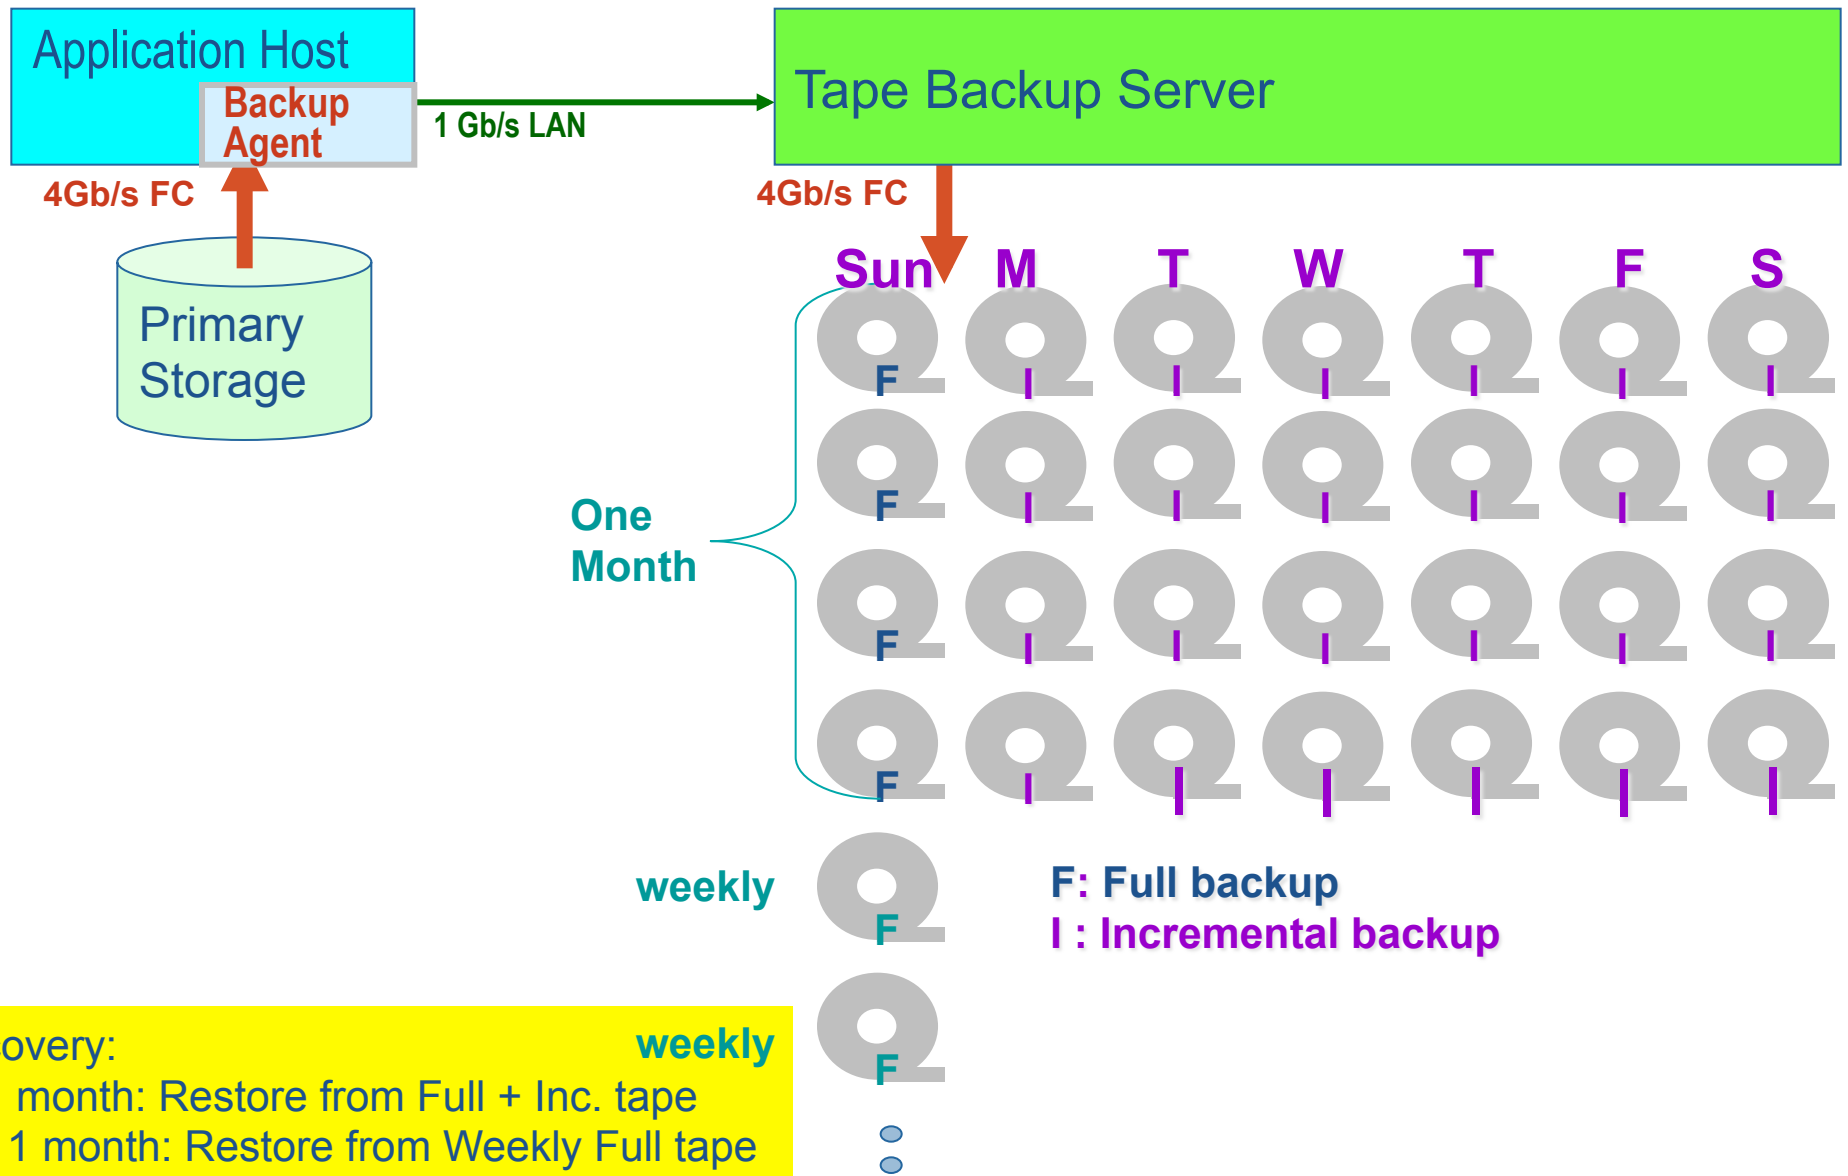 Application Host
Backup
Agent
1 Gb/s LAN
Tape Backup Server
4Gb/s FC
4Gb/s FC
Primary
Storage
Sun M T W T F S
F I I I I I I
F I I I I I I
One
Month
F I I I I I I
F I I I I I I
weekly
F
F: Full backup
I : Incremental backup
weekly
F
covery:
month: Restore from Full + Inc. tape
1 month: Restore from Weekly Full tape